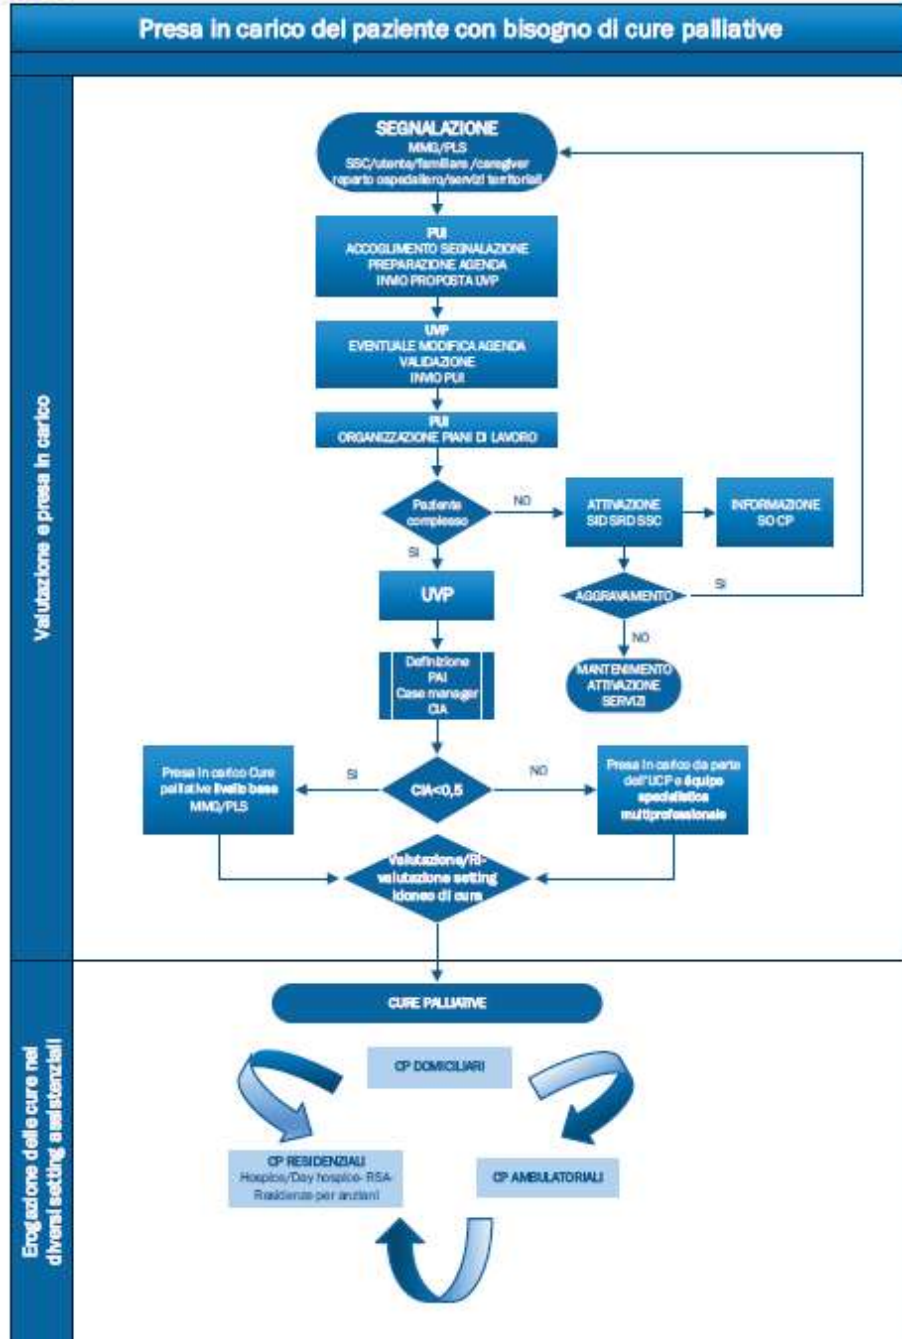 Presa in carico del paziente con bisogno di cure palliative
Valutazione e presa in carico
SEGNALAZIONE
MMG/PLS
SSC/utente/familiare/caregiver
reparto ospedaliero/servizi territoriali
PUI
ACCOGLIMENTO SEGNALAZIONE
PREPARAZIONE AGENDA
INVIO PROPOSTA UVP
UVP
EVENTUALE MODIFICA AGENDA
VALIDAZIONE
INVIO PUI
PUI
ORGANIZZAZIONE PIANI DI LAVORO
Paziente
complesso
NO
ATTIVAZIONE
SID SRD SSC
INFORMAZIONE
SO CP
SI
UVP
AGGRAVAMENTO
SI
NO
MANTENIMENTO
ATTIVAZIONE
SERVIZI
Definizione
PAI
Case manager
CIA
Presa in carico Cure
palliative livello base
MMG/PLS
SI
CIA<0,5
NO
Presa in carico da parte
dell'UCP e équipe
specialistica
multiprofessionale
Valutazione/Ri-
valutazione setting
idoneo di cura
Erogazione delle cure nei
diversi setting assistenziali
CURE PALLIATIVE
CP DOMICILIARI
CP RESIDENZIALI
Hospice/Day hospice- RSA-
Residenze per anziani
CP AMBULATORIALI